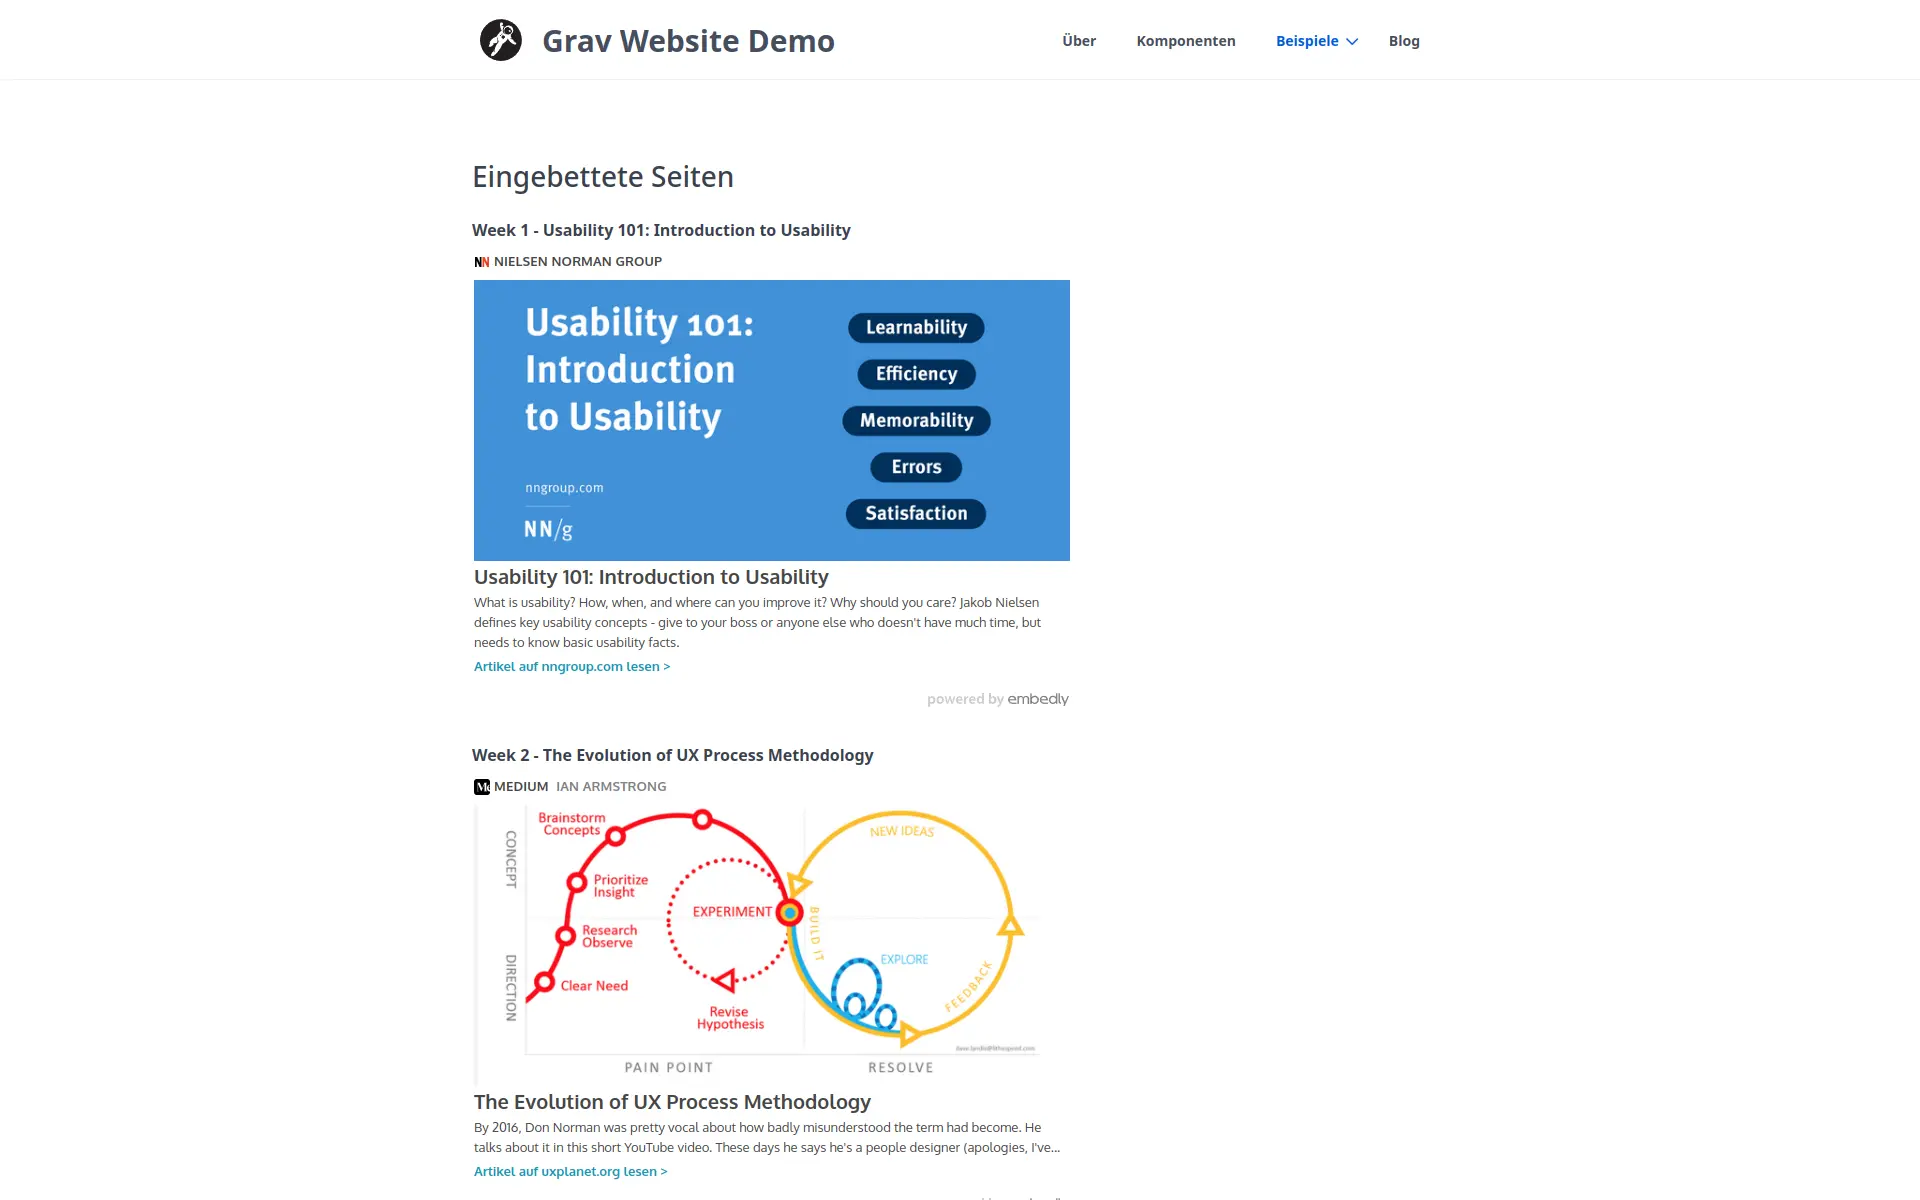 Grav Website Demo
Über
Komponenten
Beispiele
Blog
Eingebettete Seiten
Week 1 - Usability 101: Introduction to Usability
NN NIELSEN NORMAN GROUP
Usability 101:
Introduction
to Usability
nngroup.com
NN/g
Learnability
Efficiency
Memorability
Errors
Satisfaction
Usability 101: Introduction to Usability
What is usability? How, when, and where can you improve it? Why should you care? Jakob Nielsen
defines key usability concepts - give to your boss or anyone else who doesn't have much time, but
needs to know basic usability facts.
Artikel auf nngroup.com lesen >
powered by embedly
Week 2 - The Evolution of UX Process Methodology
MEDIUM IAN ARMSTRONG
CONCEPT
DIRECTION
Brainstorm
Concepts
Prioritize
Insight
Research
Observe
Clear Need
EXPERIMENT
Revise
Hypothesis
BUILD IT
NEW IDEAS
EXPLORE
FEEDBACK
PAIN POINT
RESOLVE
The Evolution of UX Process Methodology
By 2016, Don Norman was pretty vocal about how badly misunderstood the term had become. He
talks about it in this short YouTube video. These days he says he's a people designer (apologies, I've...
Artikel auf uxplanet.org lesen >